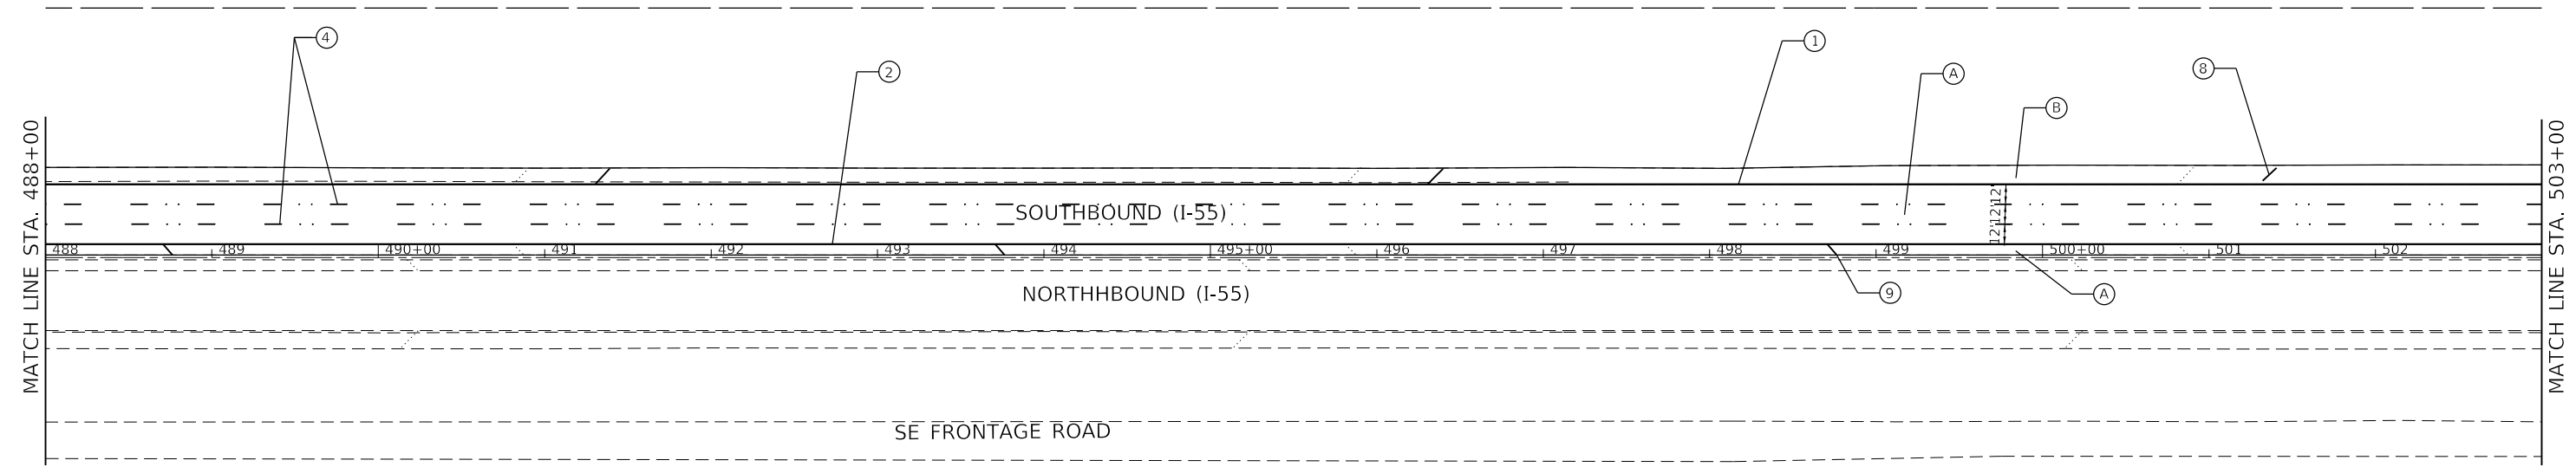 4
1
2
8
A
B
MATCH LINE STA. 488+00
MATCH LINE STA. 503+00
12'12'12'
SOUTHBOUND (I-55)
488 489 490+00 491 492 493 494 495+00 496 497 498 499 500+00 501 502
NORTHHBOUND (I-55)
9
A
SE FRONTAGE ROAD